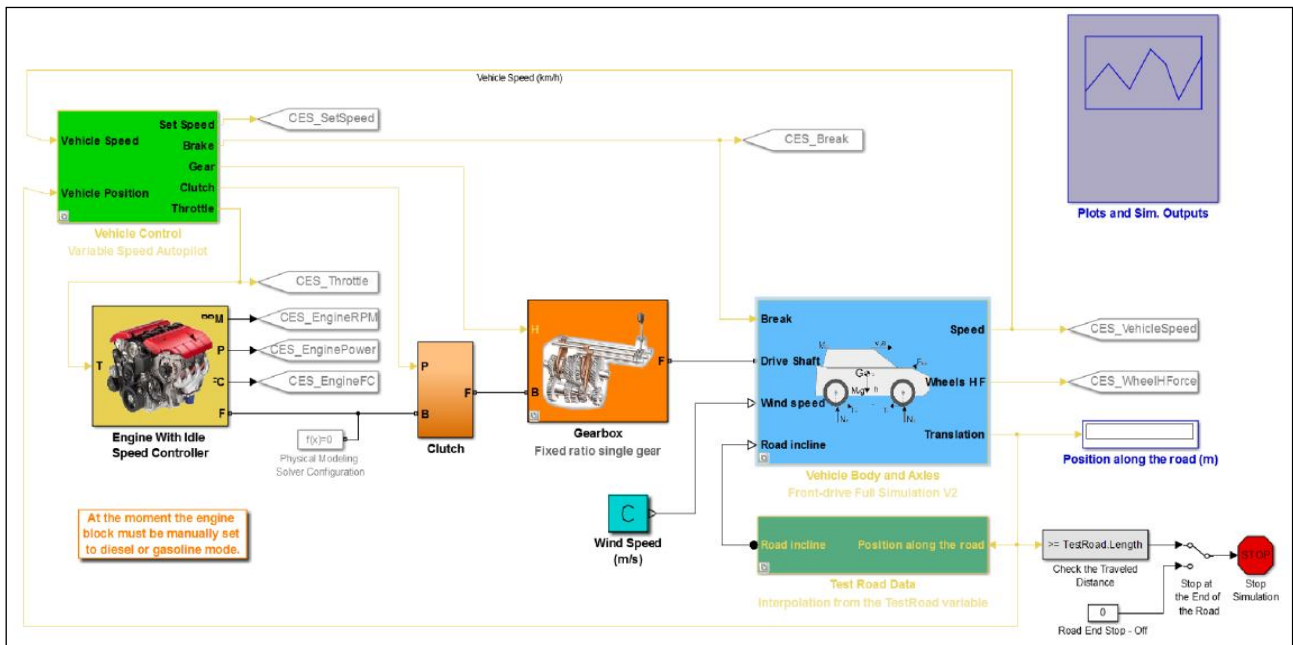 Vehicle Speed (km/h)
Set Speed
CES_SetSpeed
Vehicle Speed
Brake
CES_Break
Gear
Vehicle Position
Clutch
Throttle
Vehicle Control
Variable Speed Autopilot
Plots and Sim. Outputs
CES_Throttle
RPM
CES_EngineRPM
P
CES_EnginePower
T
FC
CES_EngineFC
F
Engine With Idle
Speed Controller
f(x)=0
Physical Modeling
Solver Configuration
P
F
B
Clutch
H
F
B
Gearbox
Fixed ratio single gear
Break
Speed
CES_VehicleSpeed
Drive Shaft
Wheels HF
CES_WheelHForce
Wind speed
Translation
Road incline
Position along the road (m)
Vehicle Body and Axles
Front-drive Full Simulation V2
At the moment the engine
block must be manually set
to diesel or gasoline mode.
C
Wind Speed
(m/s)
Road Incline
Position along the road
Test Road Data
Interpolation from the TestRoad variable
>= TestRoad.Length
Check the Traveled
Distance
Stop at
the End of
the Road
STOP
Stop
Simulation
0
Road End Stop - Off